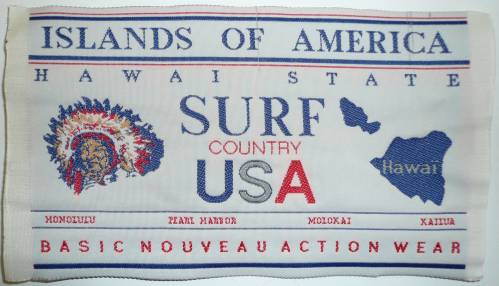 ISLANDS OF AMERICA
HAWAI STATE
SURF
COUNTRY
USA
Hawai
HONOLULU PEARL HARBOR MOLOKAI KAILUA
BASIC NOUVEAU ACTION WEAR